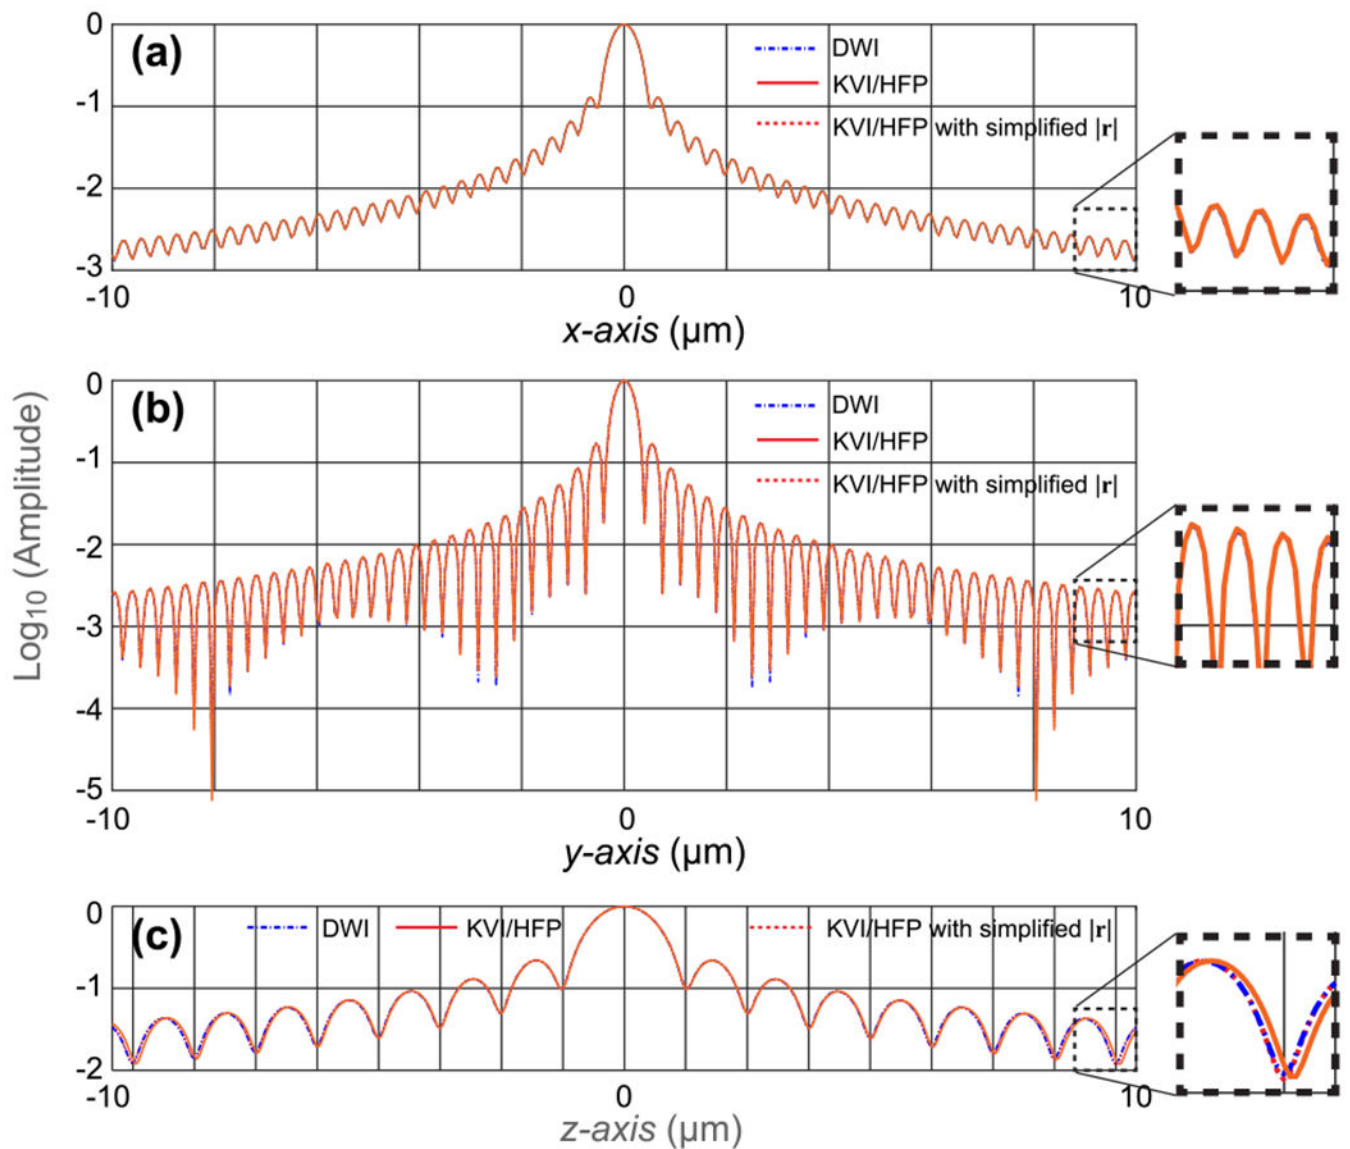 0
(a)
DWI
KVI/HFP
KVI/HFP with simplified |r|
-1
-2
-3
-10
0
10
x-axis (µm)
Log₁₀ (Amplitude)
0
(b)
DWI
KVI/HFP
KVI/HFP with simplified |r|
-1
-2
-3
-4
-5
-10
0
10
y-axis (µm)
0
(c)
DWI
KVI/HFP
KVI/HFP with simplified |r|
-1
-2
-10
0
10
z-axis (µm)